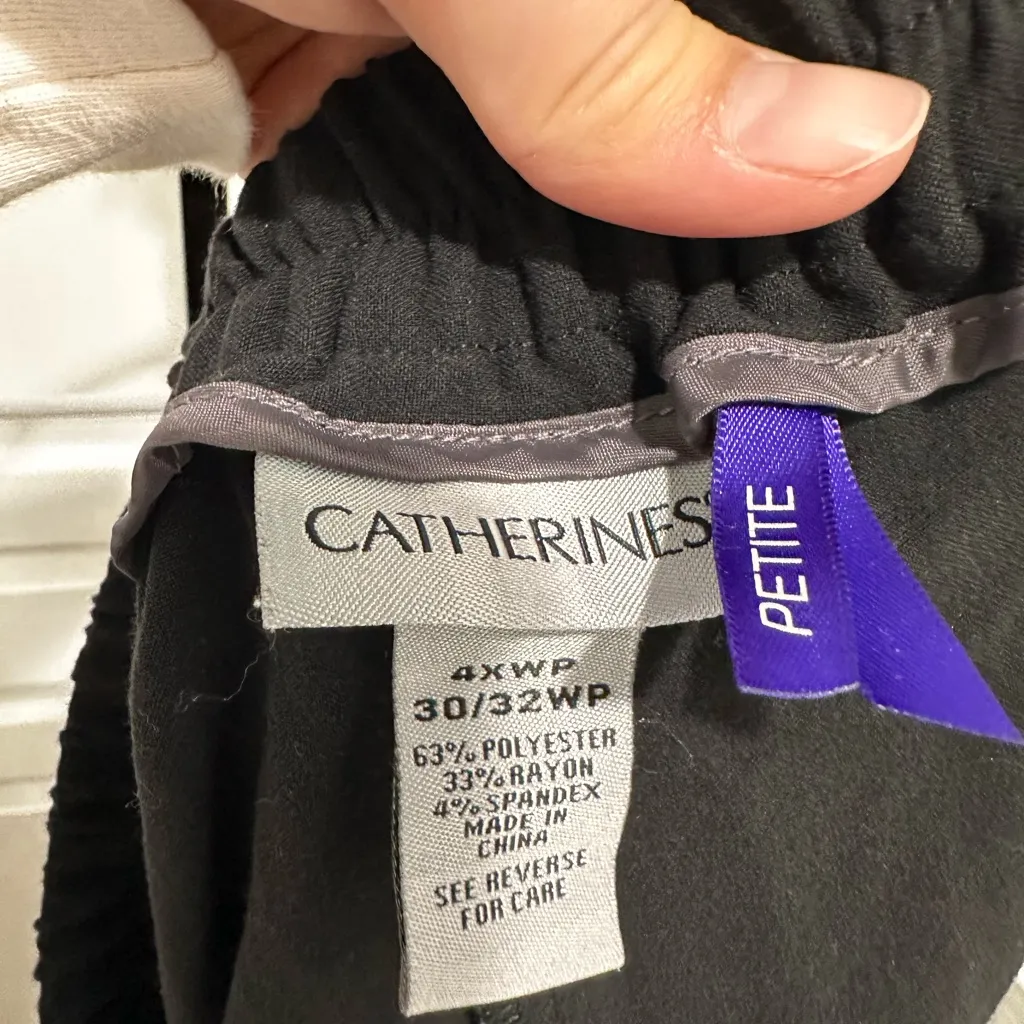 CATHERINES
PETITE
4XWP
30/32WP
63% POLYESTER
33% RAYON
4% SPANDEX
MADE IN
CHINA
SEE REVERSE
FOR CARE